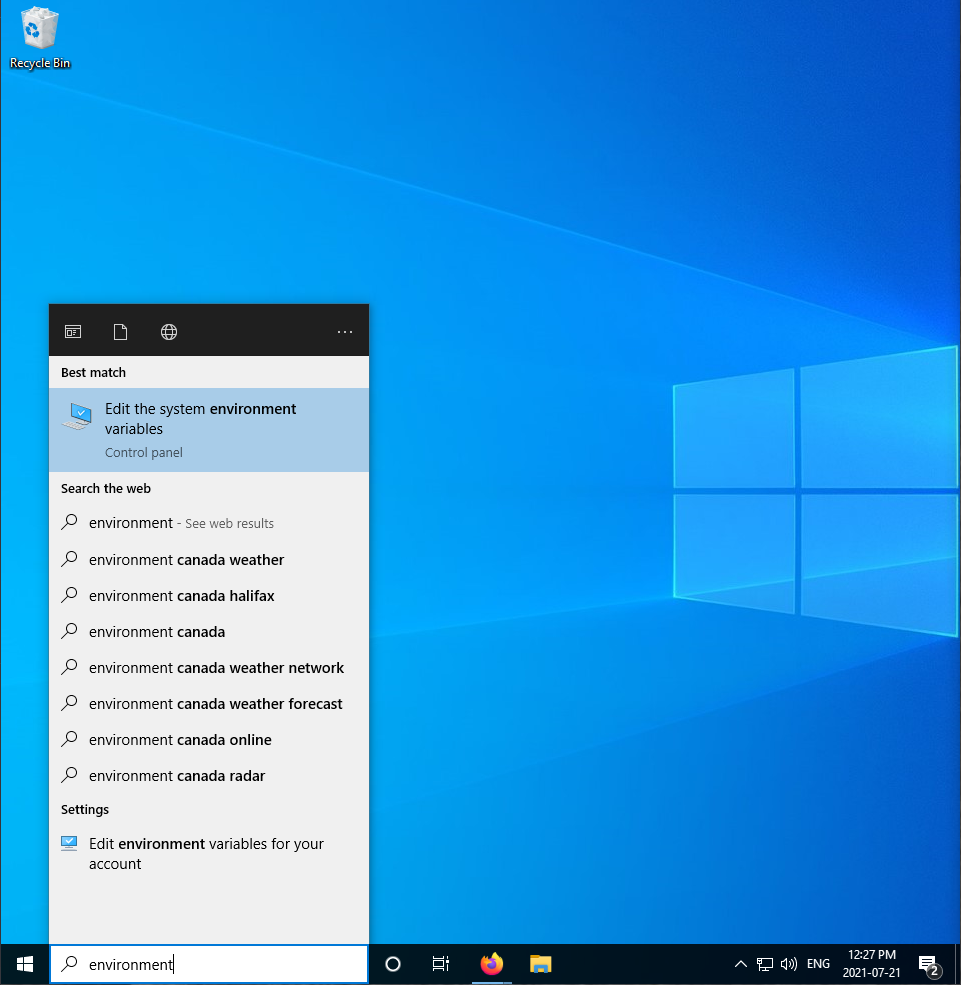 Recycle Bin
...
Best match
Edit the system environment
variables
Control panel
Search the web
environment - See web results
environment canada weather
environment canada halifax
environment canada
environment canada weather network
environment canada weather forecast
environment canada online
environment canada radar
Settings
Edit environment variables for your
account
environment
ENG
12:27 PM
2021-07-21
2